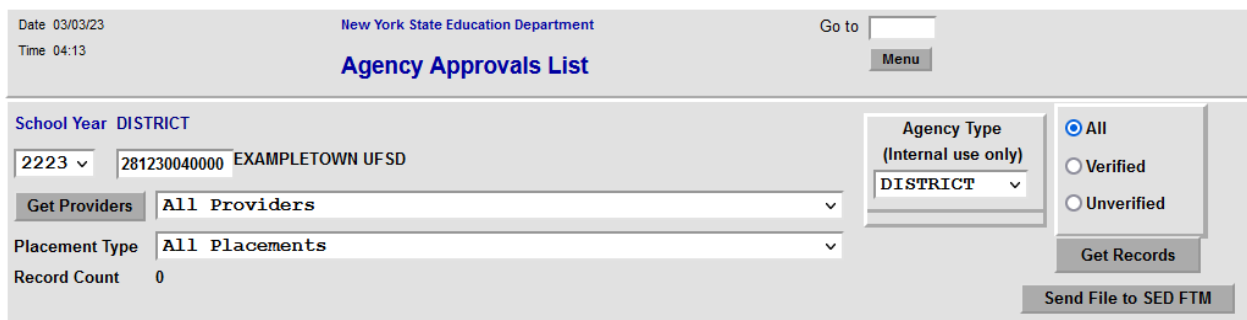 Date 03/03/23
New York State Education Department
Go to
Time 04:13
Agency Approvals List
Menu
School Year DISTRICT
2223
281230040000 EXAMPLETOWN UFSD
Agency Type
(Internal use only)
DISTRICT
All
Verified
Unverified
Get Providers
All Providers
Placement Type
All Placements
Get Records
Record Count 0
Send File to SED FTM